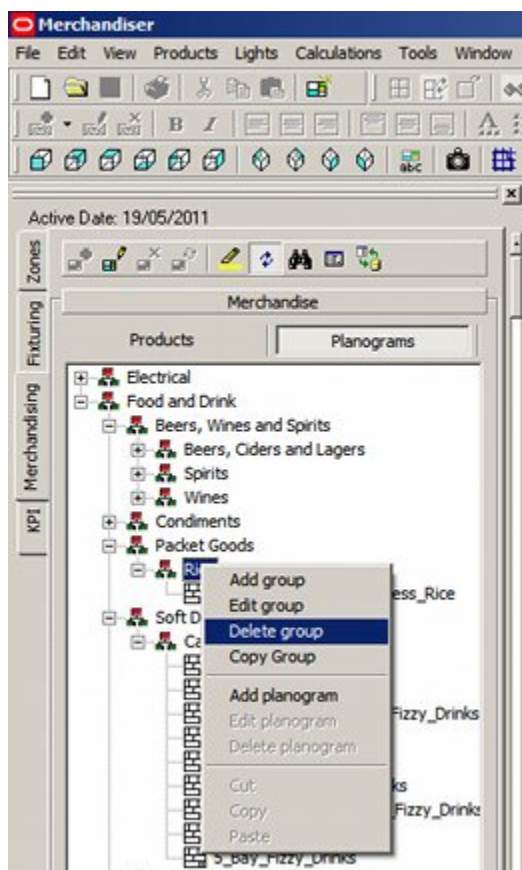 Merchandiser
File Edit View Products Lights Calculations Tools Window
B I A
abc
Active Date: 19/05/2011
Zones
Fixturing
Merchandising
KPI
Merchandise
Products Planograms
Electrical
Food and Drink
Beers, Wines and Spirits
Beers, Ciders and Lagers
Spirits
Wines
Condiments
Packet Goods
Ric
ess_Rice
Soft D
Ca
Fizzy_Drinks
ks
Fizzy_Drinks
5_Bay_Fizzy_Drinks
Add group
Edit group
Delete group
Copy Group
Add planogram
Edit planogram
Delete planogram
Cut
Copy
Paste